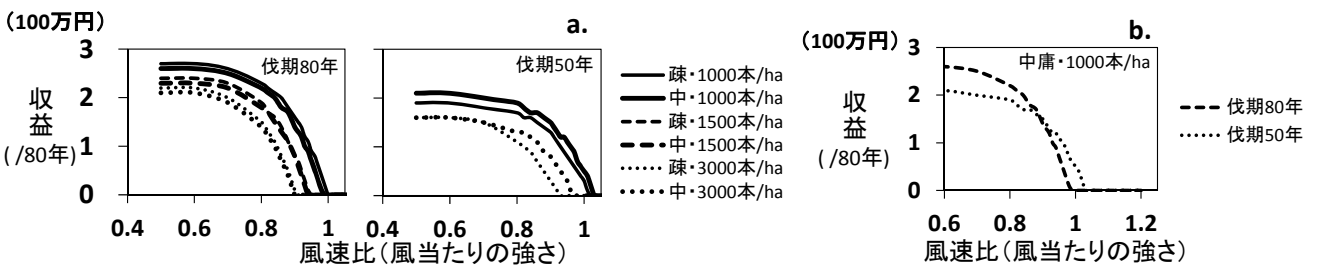 (100万円)
a.
3
2
1
0
収益
(/80年)
伐期80年
0.4 0.6 0.8 1
伐期50年
0.4 0.6 0.8 1
風速比(風当たりの強さ)
疎・1000本/ha
中・1000本/ha
疎・1500本/ha
中・1500本/ha
疎・3000本/ha
中・3000本/ha
b.
(100万円)
3
2
1
0
収益
(/80年)
中庸・1000本/ha
0.6 0.8 1 1.2
風速比(風当たりの強さ)
伐期80年
伐期50年